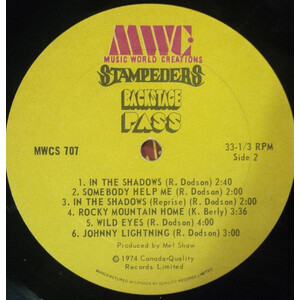 MWC
MUSIC WORLD CREATIONS
STAMPEDERS
BACKSTAGE
PASS
MWCS 707
33-1/3 RPM
Side 2
1. IN THE SHADOWS (R. Dodson) 2:40
2. SOMEBODY HELP ME (R. Dodson) 2:00
3. IN THE SHADOWS (Reprise) (R. Dodson)
4. ROCKY MOUNTAIN HOME (K. Berly) 3:36
5. WILD EYES (R. Dodson) 4:00
6. JOHNNY LIGHTNING (R. Dodson) 3:00
Produced by Mel Shaw
℗ 1974 Canada-Quality
Records Limited